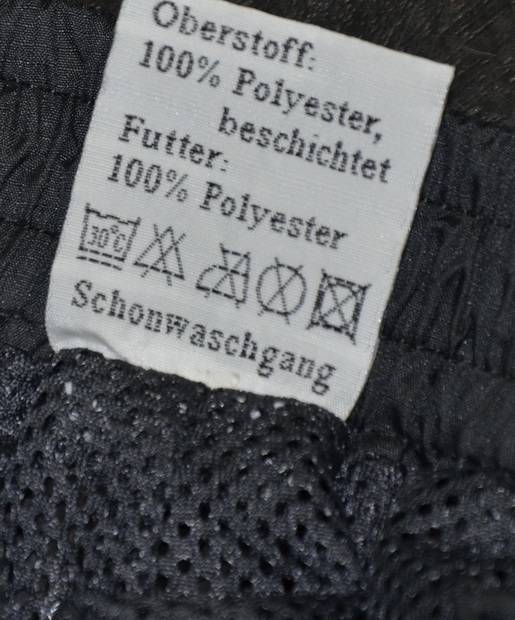 Oberstoff:
100% Polyester,
beschichtet
Futter:
100% Polyester
30°C
Schonwaschgang